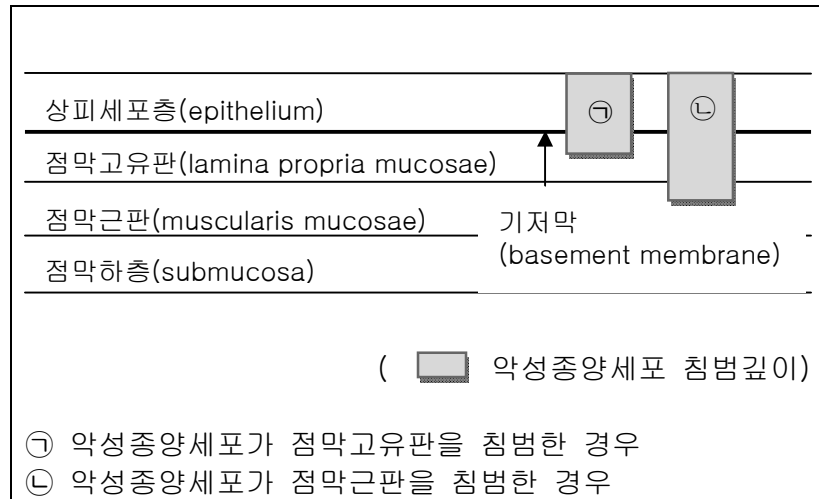 상피세포층(epithelium)
㉠
㉡
점막고유판(lamina propria mucosae)
점막근판(muscularis mucosae)
기저막
(basement membrane)
점막하층(submucosa)
( 악성종양세포 침범깊이)
㉠ 악성종양세포가 점막고유판을 침범한 경우
㉡ 악성종양세포가 점막근판을 침범한 경우